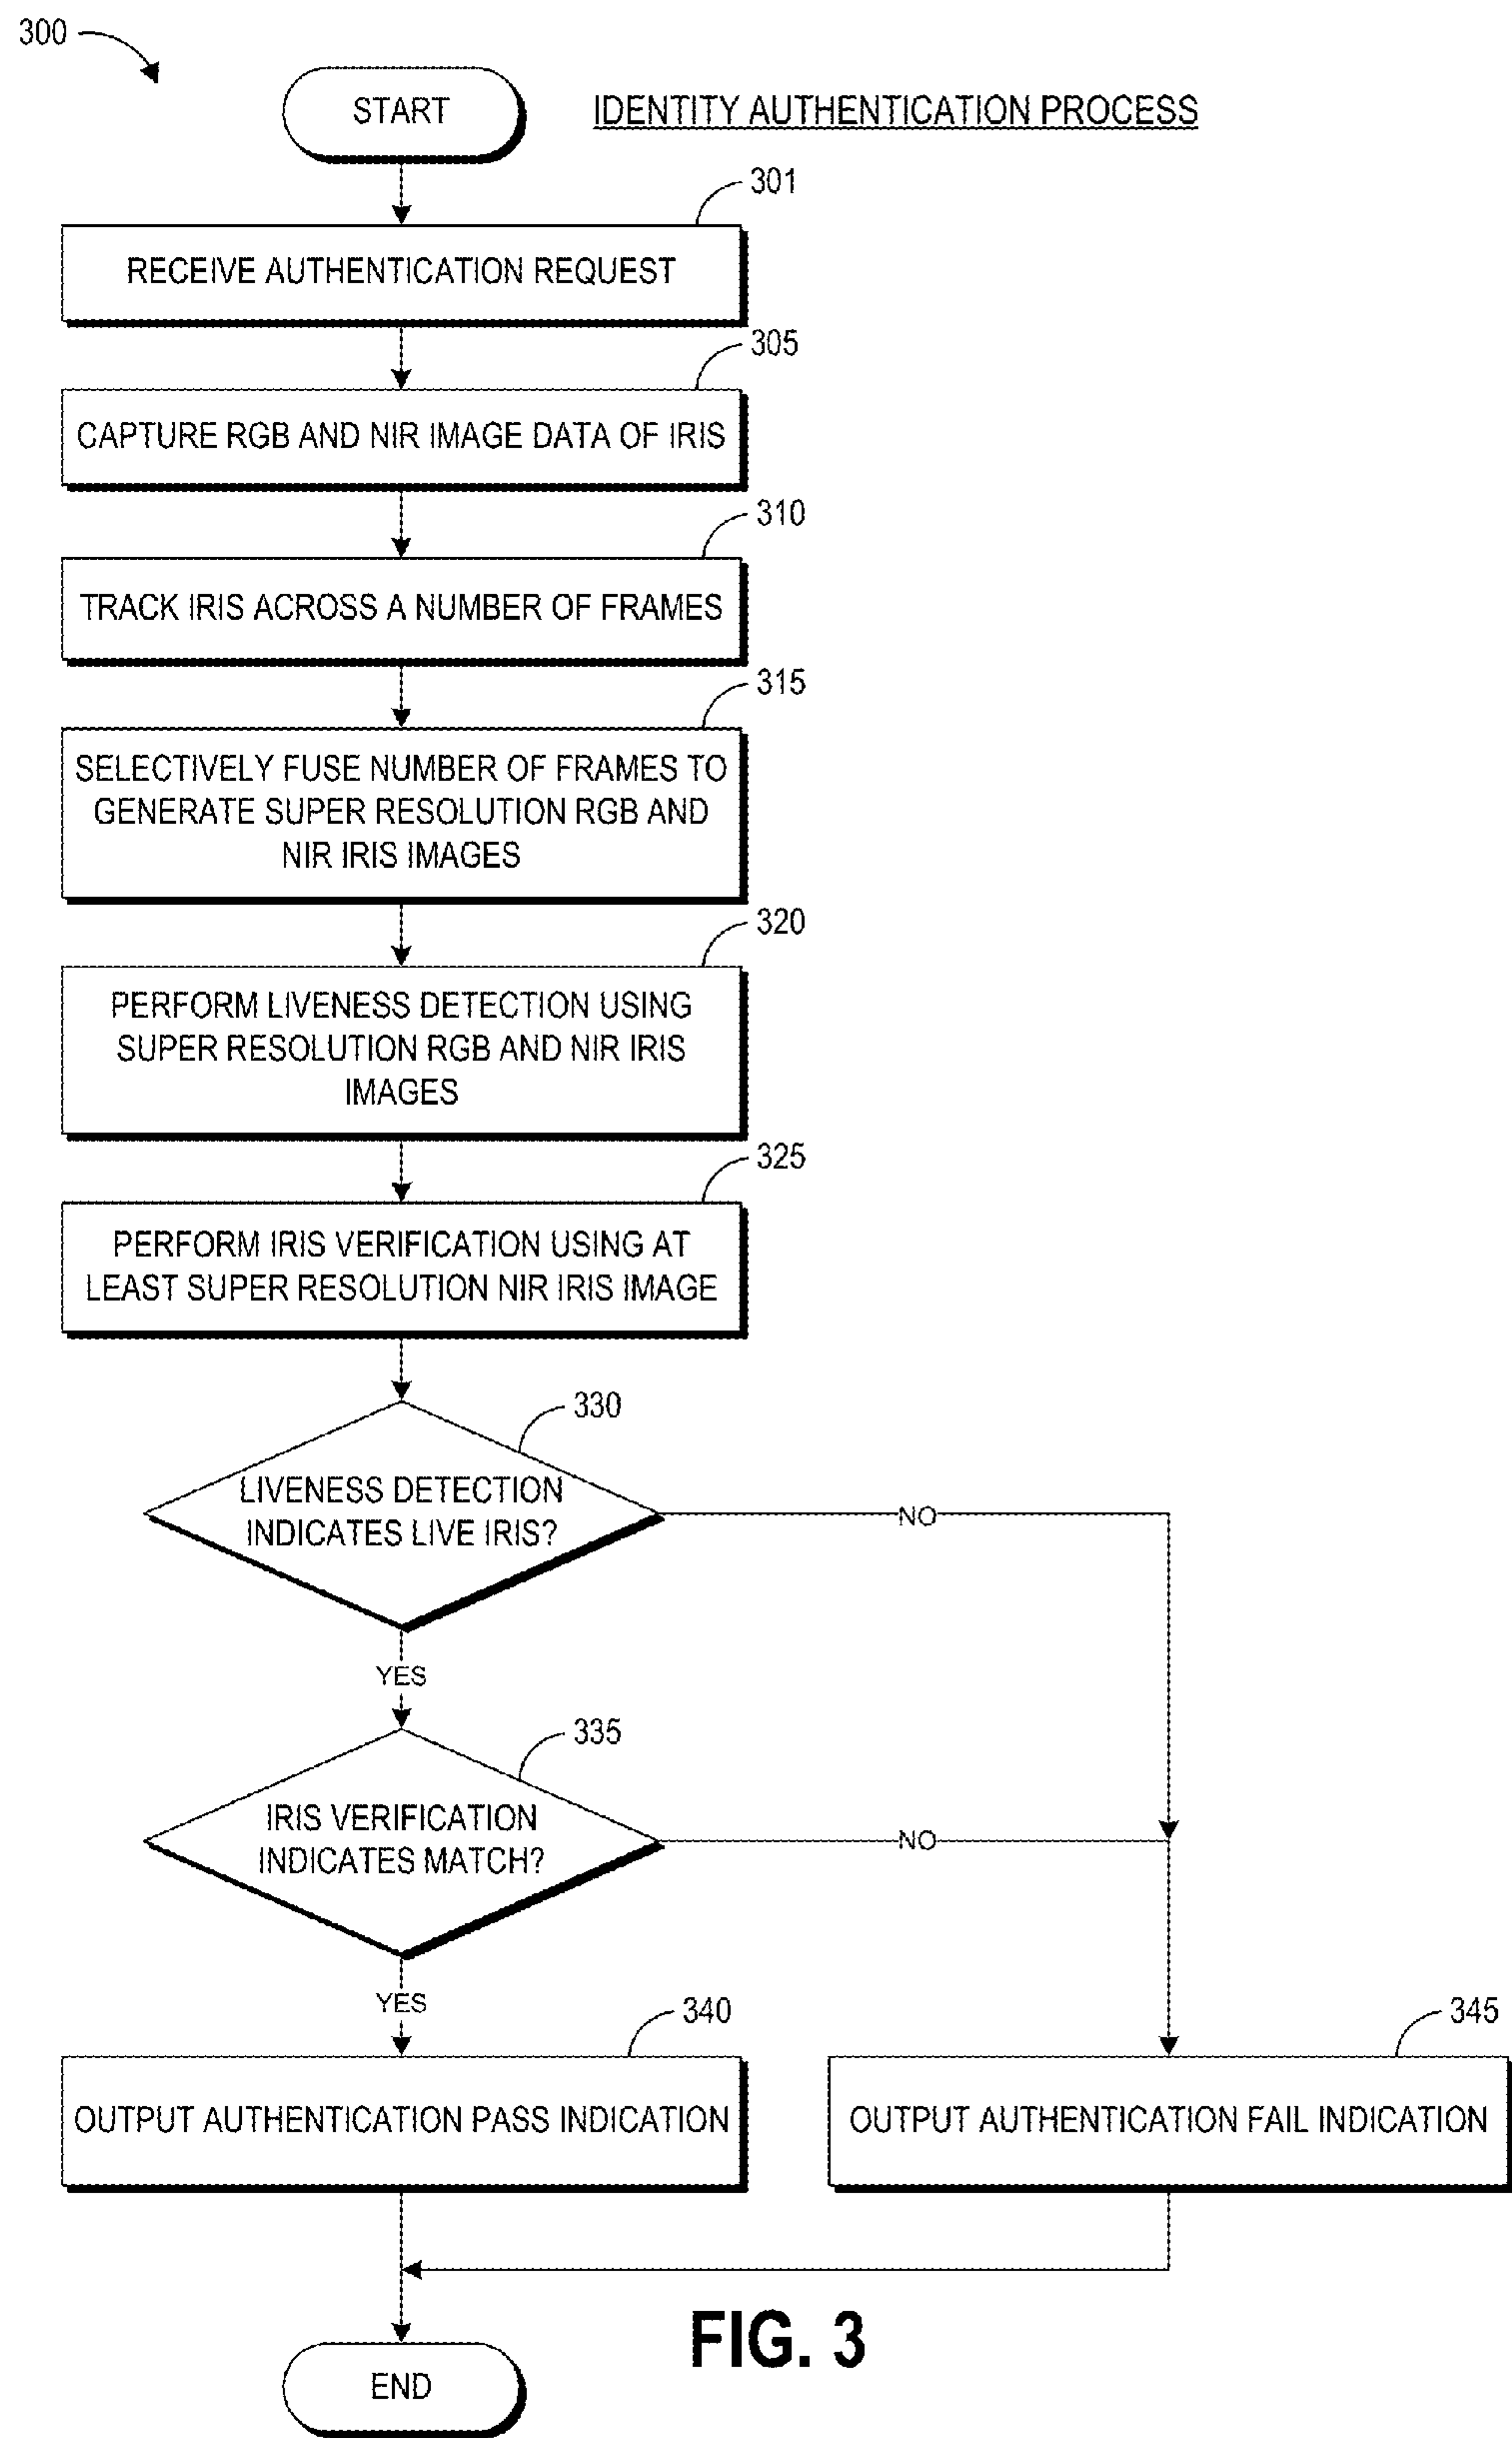 300
START
IDENTITY AUTHENTICATION PROCESS
301
RECEIVE AUTHENTICATION REQUEST
305
CAPTURE RGB AND NIR IMAGE DATA OF IRIS
310
TRACK IRIS ACROSS A NUMBER OF FRAMES
315
SELECTIVELY FUSE NUMBER OF FRAMES TO
GENERATE SUPER RESOLUTION RGB AND
NIR IRIS IMAGES
320
PERFORM LIVENESS DETECTION USING
SUPER RESOLUTION RGB AND NIR IRIS
IMAGES
325
PERFORM IRIS VERIFICATION USING AT
LEAST SUPER RESOLUTION NIR IRIS IMAGE
330
LIVENESS DETECTION
INDICATES LIVE IRIS?
NO
YES
335
IRIS VERIFICATION
INDICATES MATCH?
NO
YES
340
OUTPUT AUTHENTICATION PASS INDICATION
345
OUTPUT AUTHENTICATION FAIL INDICATION
FIG. 3
END